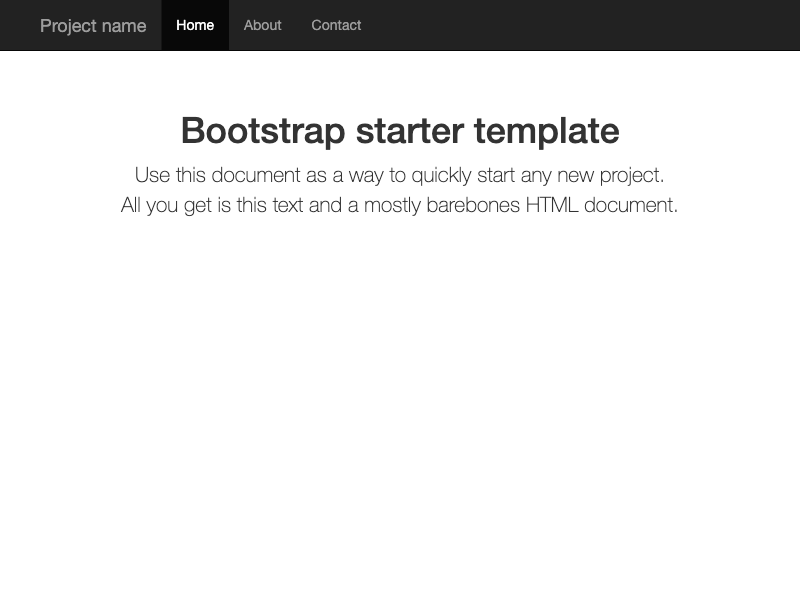 Project name Home About Contact
Bootstrap starter template
Use this document as a way to quickly start any new project.
All you get is this text and a mostly barebones HTML document.